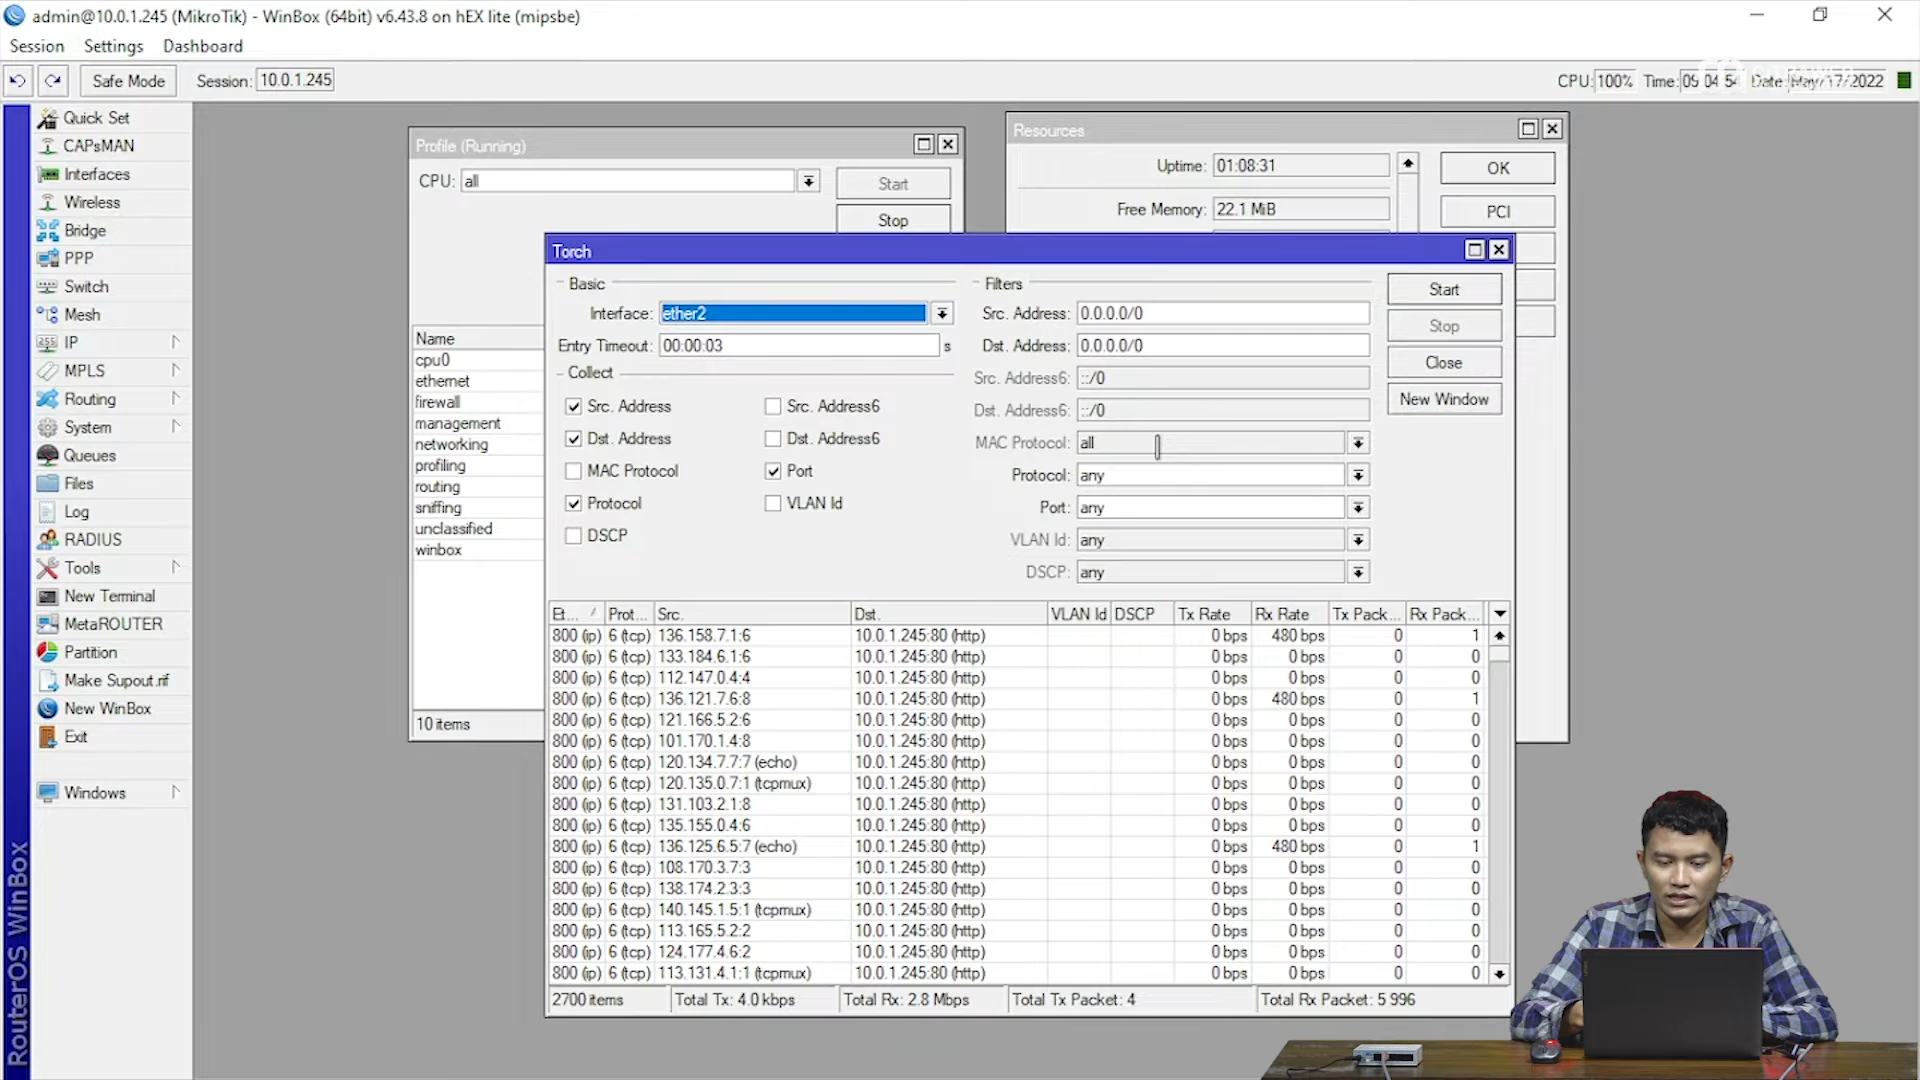 admin@10.0.1.245 (MikroTik) - WinBox (64bit) v6.43.8 on hEX lite (mipsbe)
Session Settings Dashboard
Safe Mode Session: 10.0.1.245 CPU: 100% Time: 05:04:54 Date: May/17/2022
Quick Set
CAPsMAN
Interfaces
Wireless
Bridge
PPP
Switch
Mesh
IP
MPLS
Routing
System
Queues
Files
Log
RADIUS
Tools
New Terminal
MetaROUTER
Partition
Make Supout.rif
New WinBox
Exit
Windows
RouterOS WinBox
Profile (Running)
CPU: all Start
Stop
Name
cpu0
ethernet
firewall
management
networking
profiling
routing
sniffing
unclassified
winbox
10 items
Resources
Uptime: 01:08:31 OK
Free Memory: 22.1 MiB PCI
Torch
Basic
Interface: ether2
Entry Timeout: 00:00:03 s
Collect
Src. Address Src. Address6
Dst. Address Dst. Address6
MAC Protocol Port
Protocol VLAN Id
DSCP
Filters
Src. Address: 0.0.0.0/0
Dst. Address: 0.0.0.0/0
Src. Address6: ::/0
Dst. Address6: ::/0
MAC Protocol: all
Protocol: any
Port: any
VLAN Id: any
DSCP: any
Start
Stop
Close
New Window
Et... Prot... Src. Dst. VLAN Id DSCP Tx Rate Rx Rate Tx Pack... Rx Pack...
800 (ip) 6 (tcp) 136.158.7.1:6 10.0.1.245:80 (http) 0 bps 480 bps 0 1
800 (ip) 6 (tcp) 133.184.6.1:6 10.0.1.245:80 (http) 0 bps 0 bps 0 0
800 (ip) 6 (tcp) 112.147.0.4:4 10.0.1.245:80 (http) 0 bps 0 bps 0 0
800 (ip) 6 (tcp) 136.121.7.6:8 10.0.1.245:80 (http) 0 bps 480 bps 0 1
800 (ip) 6 (tcp) 121.166.5.2:6 10.0.1.245:80 (http) 0 bps 0 bps 0 0
800 (ip) 6 (tcp) 101.170.1.4:8 10.0.1.245:80 (http) 0 bps 0 bps 0 0
800 (ip) 6 (tcp) 120.134.7.7:7 (echo) 10.0.1.245:80 (http) 0 bps 0 bps 0 0
800 (ip) 6 (tcp) 120.135.0.7:1 (tcpmux) 10.0.1.245:80 (http) 0 bps 0 bps 0 0
800 (ip) 6 (tcp) 131.103.2.1:8 10.0.1.245:80 (http) 0 bps 0 bps 0 0
800 (ip) 6 (tcp) 135.155.0.4:6 10.0.1.245:80 (http) 0 bps 0 bps 0 0
800 (ip) 6 (tcp) 136.125.6.5:7 (echo) 10.0.1.245:80 (http) 0 bps 480 bps 0 1
800 (ip) 6 (tcp) 108.170.3.7:3 10.0.1.245:80 (http) 0 bps 0 bps 0 0
800 (ip) 6 (tcp) 138.174.2.3:3 10.0.1.245:80 (http) 0 bps 0 bps 0 0
800 (ip) 6 (tcp) 140.145.1.5:1 (tcpmux) 10.0.1.245:80 (http) 0 bps 0 bps 0 0
800 (ip) 6 (tcp) 113.165.5.2:2 10.0.1.245:80 (http) 0 bps 0 bps 0 0
800 (ip) 6 (tcp) 124.177.4.6:2 10.0.1.245:80 (http) 0 bps 0 bps 0 0
800 (ip) 6 (tcp) 113.131.4.1:1 (tcpmux) 10.0.1.245:80 (http) 0 bps 0 bps 0 0
2700 items Total Tx: 4.0 kbps Total Rx: 2.8 Mbps Total Tx Packet: 4 Total Rx Packet: 5 996